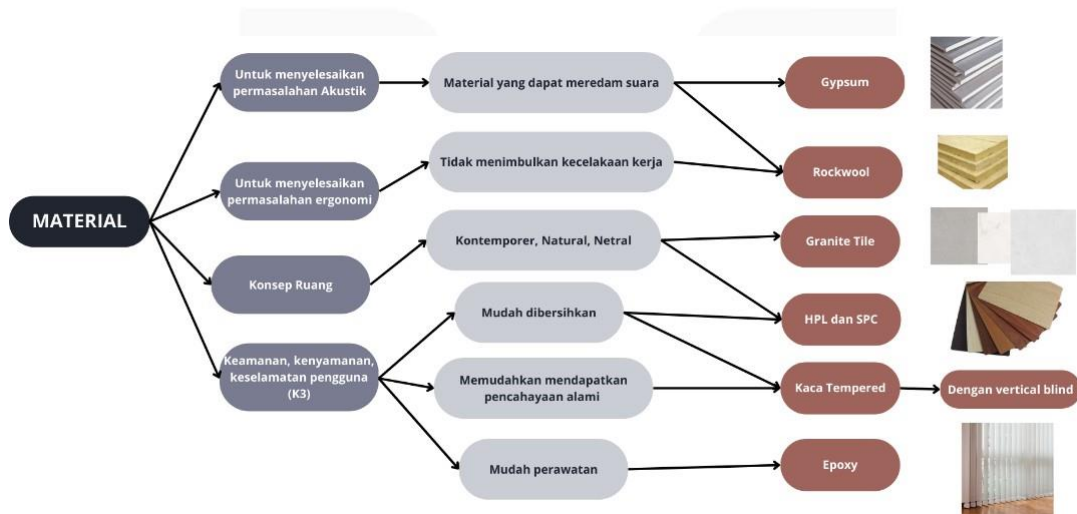 MATERIAL
Untuk menyelesaikan
permasalahan Akustik
Untuk menyelesaikan
permasalahan ergonomi
Konsep Ruang
Keamanan, kenyamanan,
keselamatan pengguna
(K3)
Material yang dapat meredam suara
Tidak menimbulkan kecelakaan kerja
Kontemporer, Natural, Netral
Mudah dibersihkan
Memudahkan mendapatkan
pencahayaan alami
Mudah perawatan
Gypsum
Rockwool
Granite Tile
HPL dan SPC
Kaca Tempered
Dengan vertical blind
Epoxy